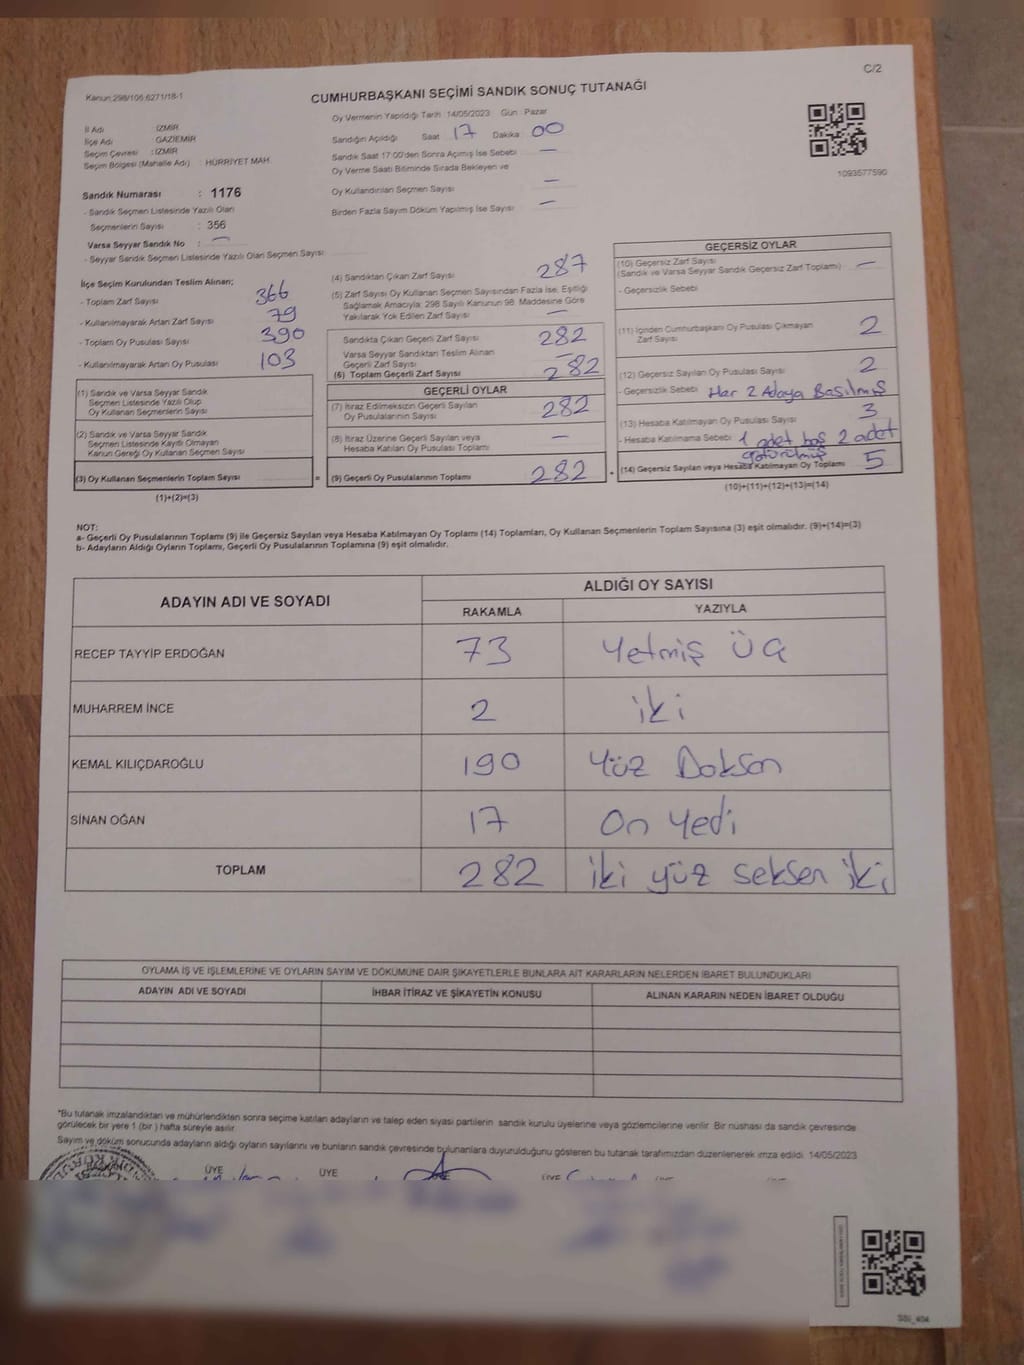 C/2
Kanun:298/105;6271/18-1
CUMHURBAŞKANI SEÇİMİ SANDIK SONUÇ TUTANAĞI
İl Adı : İZMİR
İlçe Adı : GAZİEMİR
Seçim Çevresi : İZMİR
Seçim Bölgesi (Mahalle Adı) : HÜRRİYET MAH.
Sandık Numarası : 1176
- Sandık Seçmen Listesinde Yazılı Olan
Seçmenlerin Sayısı : 356
Varsa Seyyar Sandık No : —
- Seyyar Sandık Seçmen Listesinde Yazılı Olan Seçmen Sayısı
Oy Vermenin Yapıldığı Tarih : 14/05/2023 Gün : Pazar
Sandığın Açıldığı Saat 17 Dakika 00
Sandık Saat 17.00'den Sonra Açılmış İse Sebebi —
Oy Verme Saati Bitiminde Sırada Bekleyen ve
Oy Kullandırılan Seçmen Sayısı —
Birden Fazla Sayım Döküm Yapılmış İse Sayısı —
1093577590
İlçe Seçim Kurulundan Teslim Alınan;
- Toplam Zarf Sayısı 366
- Kullanılmayarak Artan Zarf Sayısı 79
- Toplam Oy Pusulası Sayısı 390
- Kullanılmayarak Artan Oy Pusulası 103
(1) Sandık ve Varsa Seyyar Sandık
Seçmen Listesinde Yazılı Olup
Oy Kullanan Seçmenlerin Sayısı
(2) Sandık ve Varsa Seyyar Sandık
Seçmen Listesinde Kayıtlı Olmayan
Kanun Gereği Oy Kullanan Seçmen Sayısı
(3) Oy Kullanan Seçmenlerin Toplam Sayısı
(1)+(2)=(3)
(4) Sandıktan Çıkan Zarf Sayısı 287
(5) Zarf Sayısı Oy Kullanan Seçmen Sayısından Fazla İse, Eşitliği
Sağlamak Amacıyla; 298 Sayılı Kanunun 98. Maddesine Göre
Yakılarak Yok Edilen Zarf Sayısı —
Sandıkta Çıkan Geçerli Zarf Sayısı 282
Varsa Seyyar Sandıktan Teslim Alınan
Geçerli Zarf Sayısı —
(6) Toplam Geçerli Zarf Sayısı 282
GEÇERLİ OYLAR
(7) İtiraz Edilmeksizin Geçerli Sayılan
Oy Pusulalarının Sayısı 282
(8) İtiraz Üzerine Geçerli Sayılan veya
Hesaba Katılan Oy Pusulası Toplamı —
= (9) Geçerli Oy Pusulalarının Toplamı 282 +
GEÇERSİZ OYLAR
(10) Geçersiz Zarf Sayısı —
(Sandık ve Varsa Seyyar Sandık Geçersiz Zarf Toplamı)
- Geçersizlik Sebebi
(11) İçinden Cumhurbaşkanı Oy Pusulası Çıkmayan
Zarf Sayısı 2
(12) Geçersiz Sayılan Oy Pusulası Sayısı 2
- Geçersizlik Sebebi Her 2 Adaya Basılmış
(13) Hesaba Katılmayan Oy Pusulası Sayısı 3
- Hesaba Katılmama Sebebi 1 adet boş 2 adet
götürülmüş
(14) Geçersiz Sayılan veya Hesaba Katılmayan Oy Toplamı 5
(10)+(11)+(12)+(13)=(14)
NOT:
a- Geçerli Oy Pusulalarının Toplamı (9) ile Geçersiz Sayılan veya Hesaba Katılmayan Oy Toplamı (14) Toplamları, Oy Kullanan Seçmenlerin Toplam Sayısına (3) eşit olmalıdır. (9)+(14)=(3)
b- Adayların Aldığı Oyların Toplamı, Geçerli Oy Pusulalarının Toplamına (9) eşit olmalıdır.
ADAYIN ADI VE SOYADI ALDIĞI OY SAYISI
RAKAMLA YAZIYLA
RECEP TAYYİP ERDOĞAN 73 Yetmiş Üç
MUHARREM İNCE 2 iki
KEMAL KILIÇDAROĞLU 190 Yüz Doksan
SİNAN OĞAN 17 On Yedi
TOPLAM 282 iki yüz seksen iki
OYLAMA İŞ VE İŞLEMLERİNE VE OYLARIN SAYIM VE DÖKÜMÜNE DAİR ŞİKAYETLERLE BUNLARA AİT KARARLARIN NELERDEN İBARET BULUNDUKLARI
ADAYIN ADI VE SOYADI İHBAR İTİRAZ VE ŞİKAYETİN KONUSU ALINAN KARARIN NEDEN İBARET OLDUĞU
*Bu tutanak imzalandıktan ve mühürlendikten sonra seçime katılan adayların ve talep eden siyasi partilerin sandık kurulu üyelerine veya gözlemcilerine verilir. Bir nüshası da sandık çevresinde
görülecek bir yere 1 (bir) hafta süreyle asılır.
Sayım ve döküm sonucunda adayların aldığı oyların sayılarını ve bunların sandık çevresinde bulunanlara duyurulduğunu gösteren bu tutanak tarafımızdan düzenlenerek imza edildi. 14/05/2023
ÜYE ÜYE ÜYE